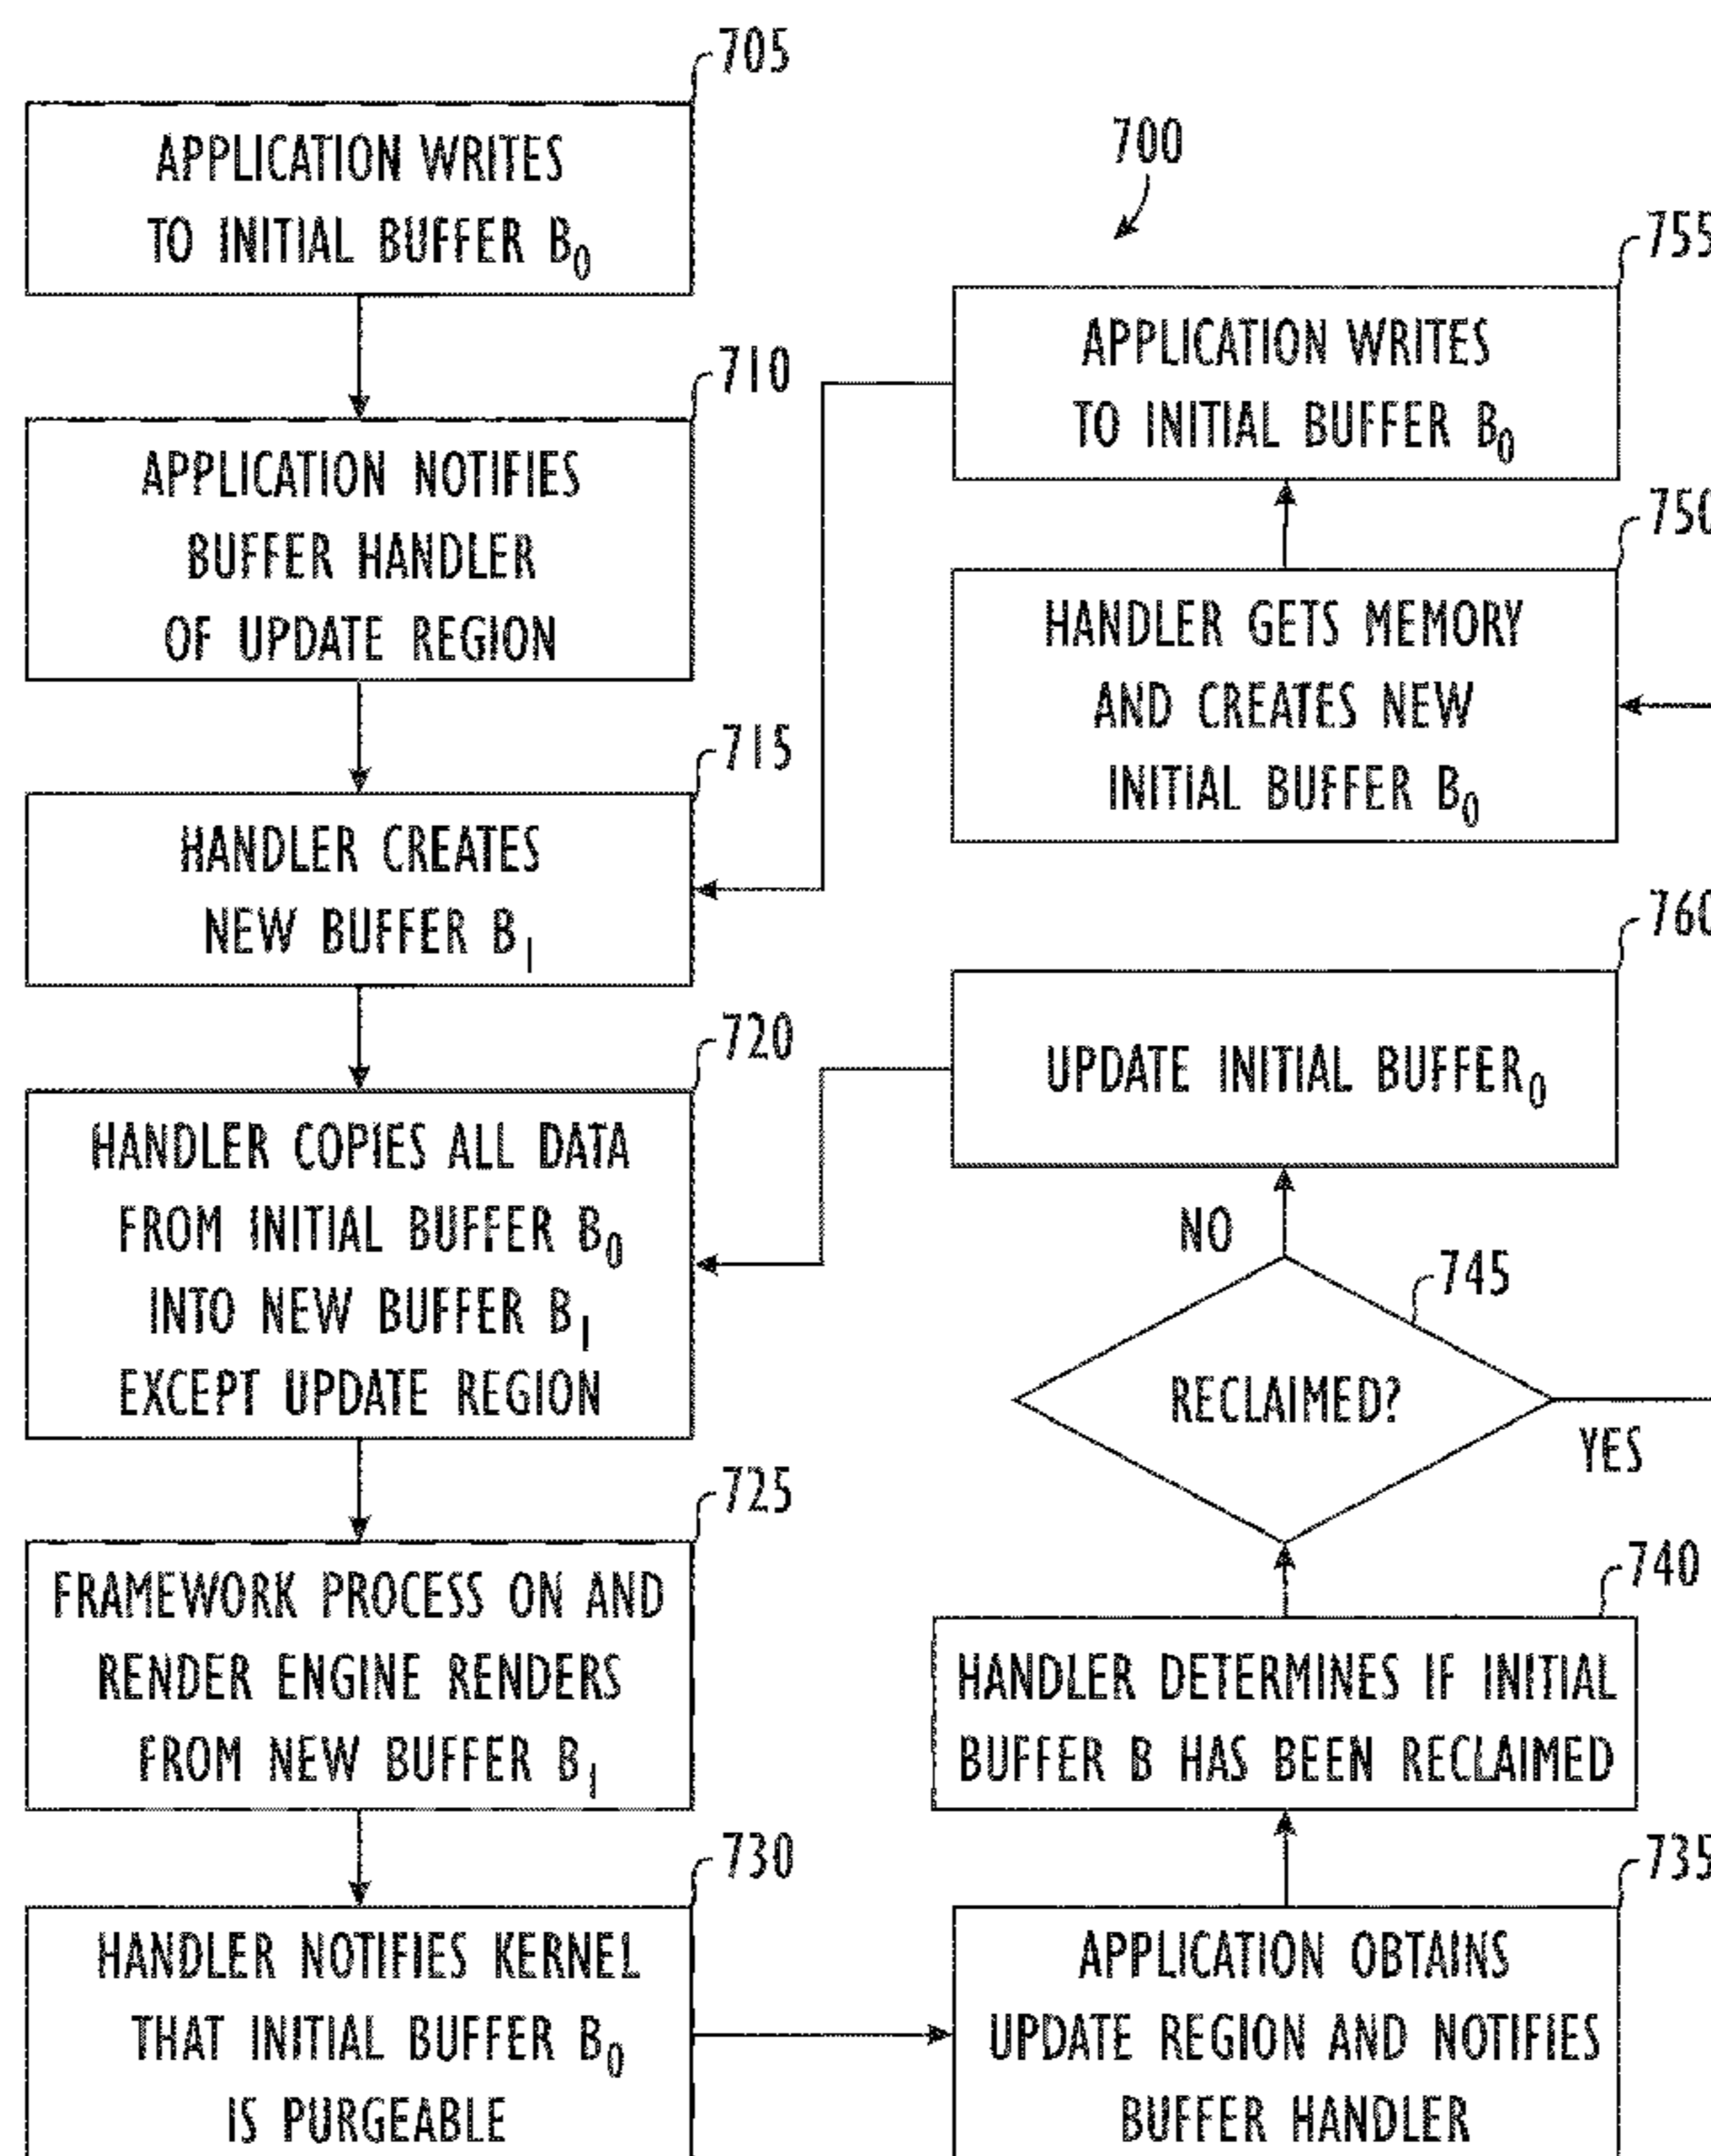 705
APPLICATION WRITES
TO INITIAL BUFFER B0
710
APPLICATION NOTIFIES
BUFFER HANDLER
OF UPDATE REGION
715
HANDLER CREATES
NEW BUFFER B1
720
HANDLER COPIES ALL DATA
FROM INITIAL BUFFER B0
INTO NEW BUFFER B1
EXCEPT UPDATE REGION
725
FRAMEWORK PROCESS ON AND
RENDER ENGINE RENDERS
FROM NEW BUFFER B1
730
HANDLER NOTIFIES KERNEL
THAT INITIAL BUFFER B0
IS PURGEABLE
700
755
APPLICATION WRITES
TO INITIAL BUFFER B0
750
HANDLER GETS MEMORY
AND CREATES NEW
INITIAL BUFFER B0
760
UPDATE INITIAL BUFFER0
NO
745
RECLAIMED?
YES
740
HANDLER DETERMINES IF INITIAL
BUFFER B HAS BEEN RECLAIMED
735
APPLICATION OBTAINS
UPDATE REGION AND NOTIFIES
BUFFER HANDLER